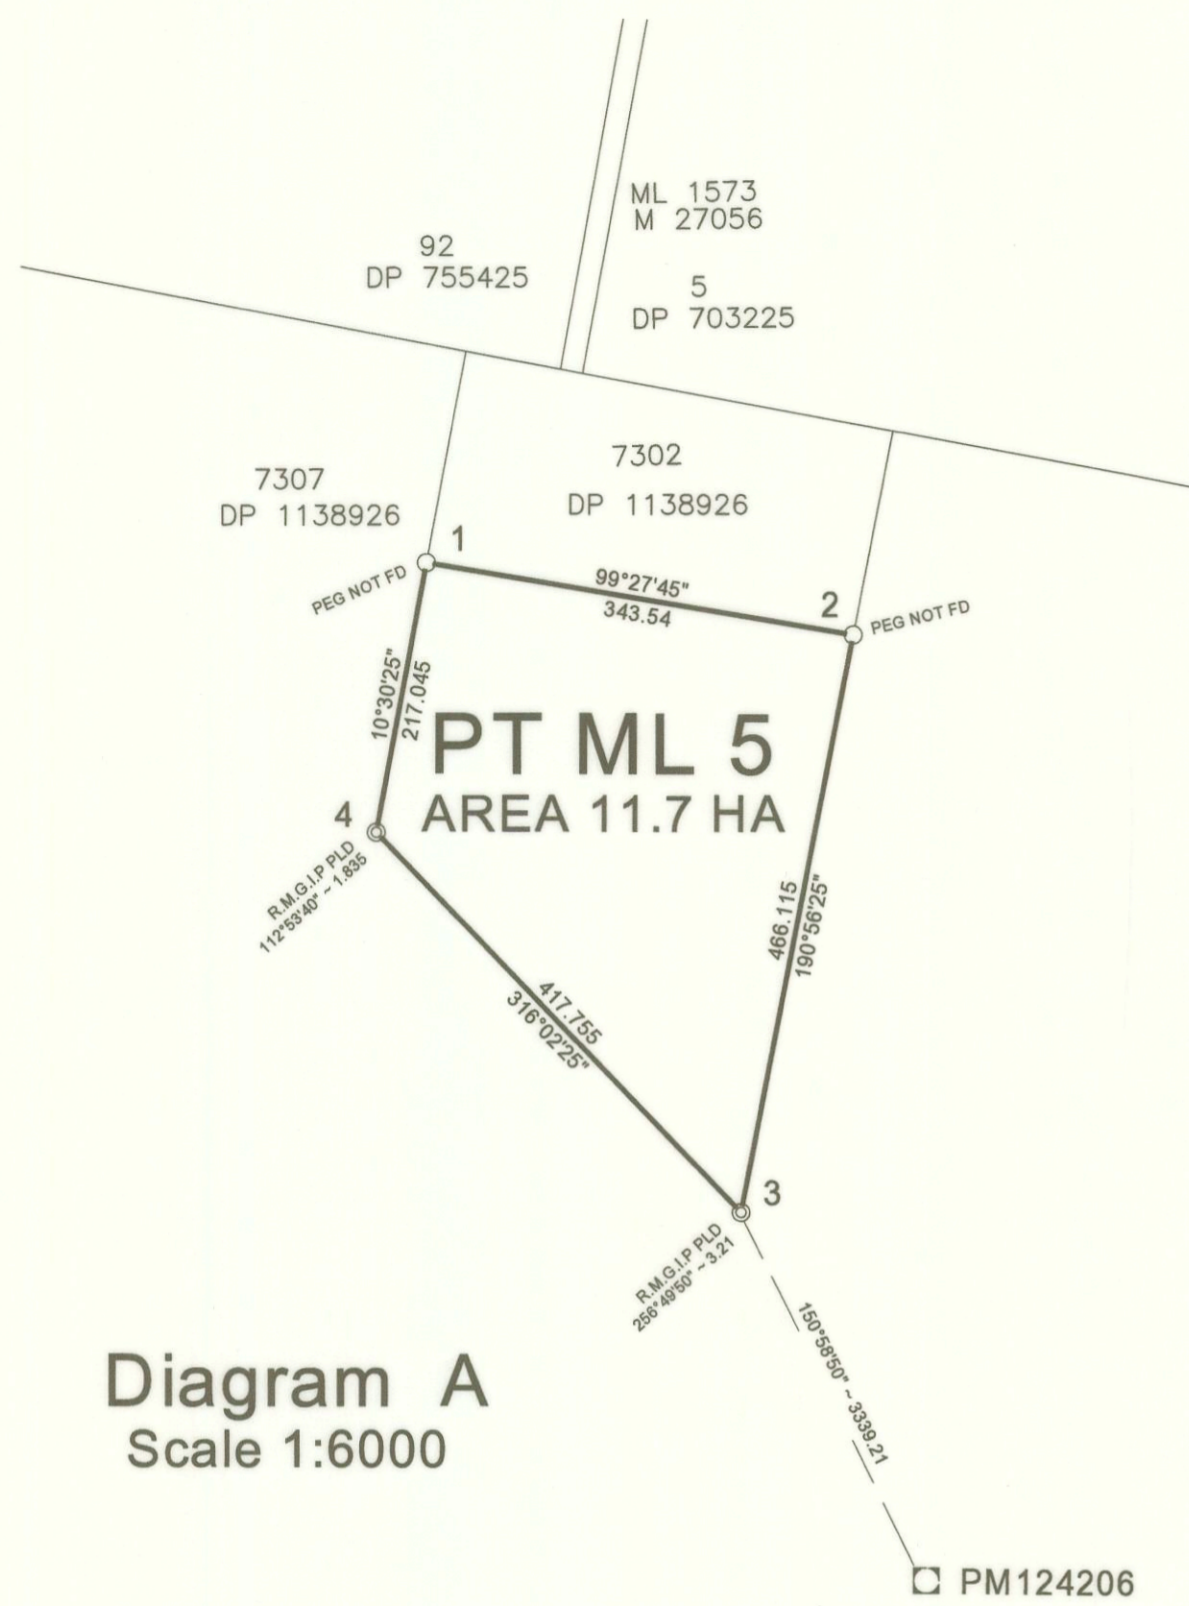 ML 1573
M 27056
92
DP 755425
5
DP 703225
7302
DP 1138926
7307
DP 1138926
1
PEG NOT FD
99°27'45"
343.54
2
PEG NOT FD
10°30'25"
217.045
PT ML 5
AREA 11.7 HA
4
R.M.G.I.P PLD
112°53'40" ~ 1.835
466.115
190°56'25"
417.755
316°02'25"
3
R.M.G.I.P PLD
256°49'50" ~ 3.21
150°58'50" ~ 3339.21
Diagram A
Scale 1:6000
PM124206